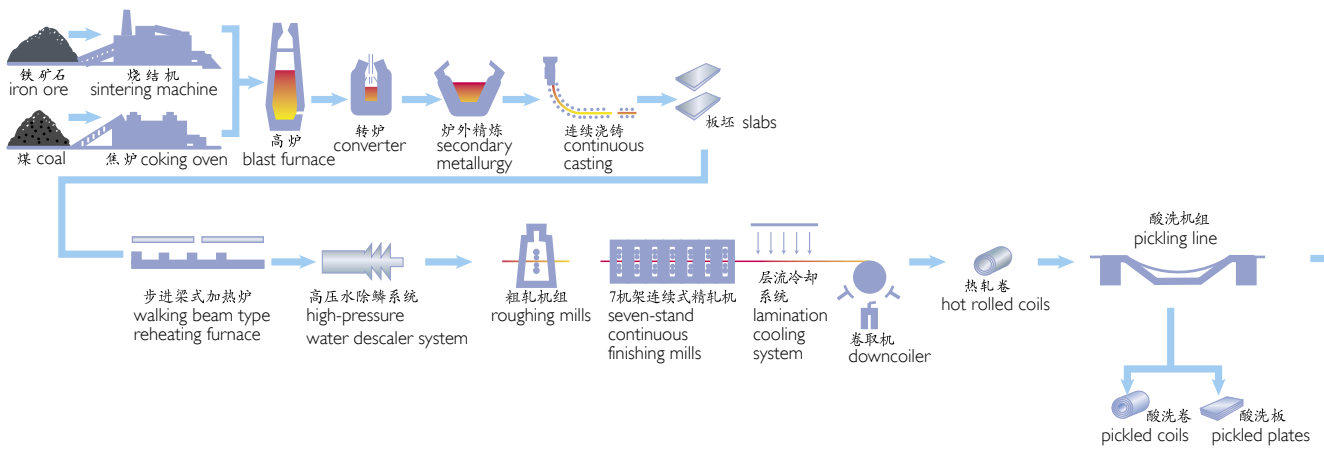 铁矿石
iron ore
烧结机
sintering machine
煤 coal
焦炉 coking oven
高炉
blast furnace
转炉
converter
炉外精炼
secondary
metallurgy
连续浇铸
continuous
casting
板坯 slabs
步进梁式加热炉
walking beam type
reheating furnace
高压水除鳞系统
high-pressure
water descaler system
粗轧机组
roughing mills
7机架连续式精轧机
seven-stand
continuous
finishing mills
层流冷却
系统
lamination
cooling
system
卷取机
downcoiler
热轧卷
hot rolled coils
酸洗机组
pickling line
酸洗卷
pickled coils
酸洗板
pickled plates